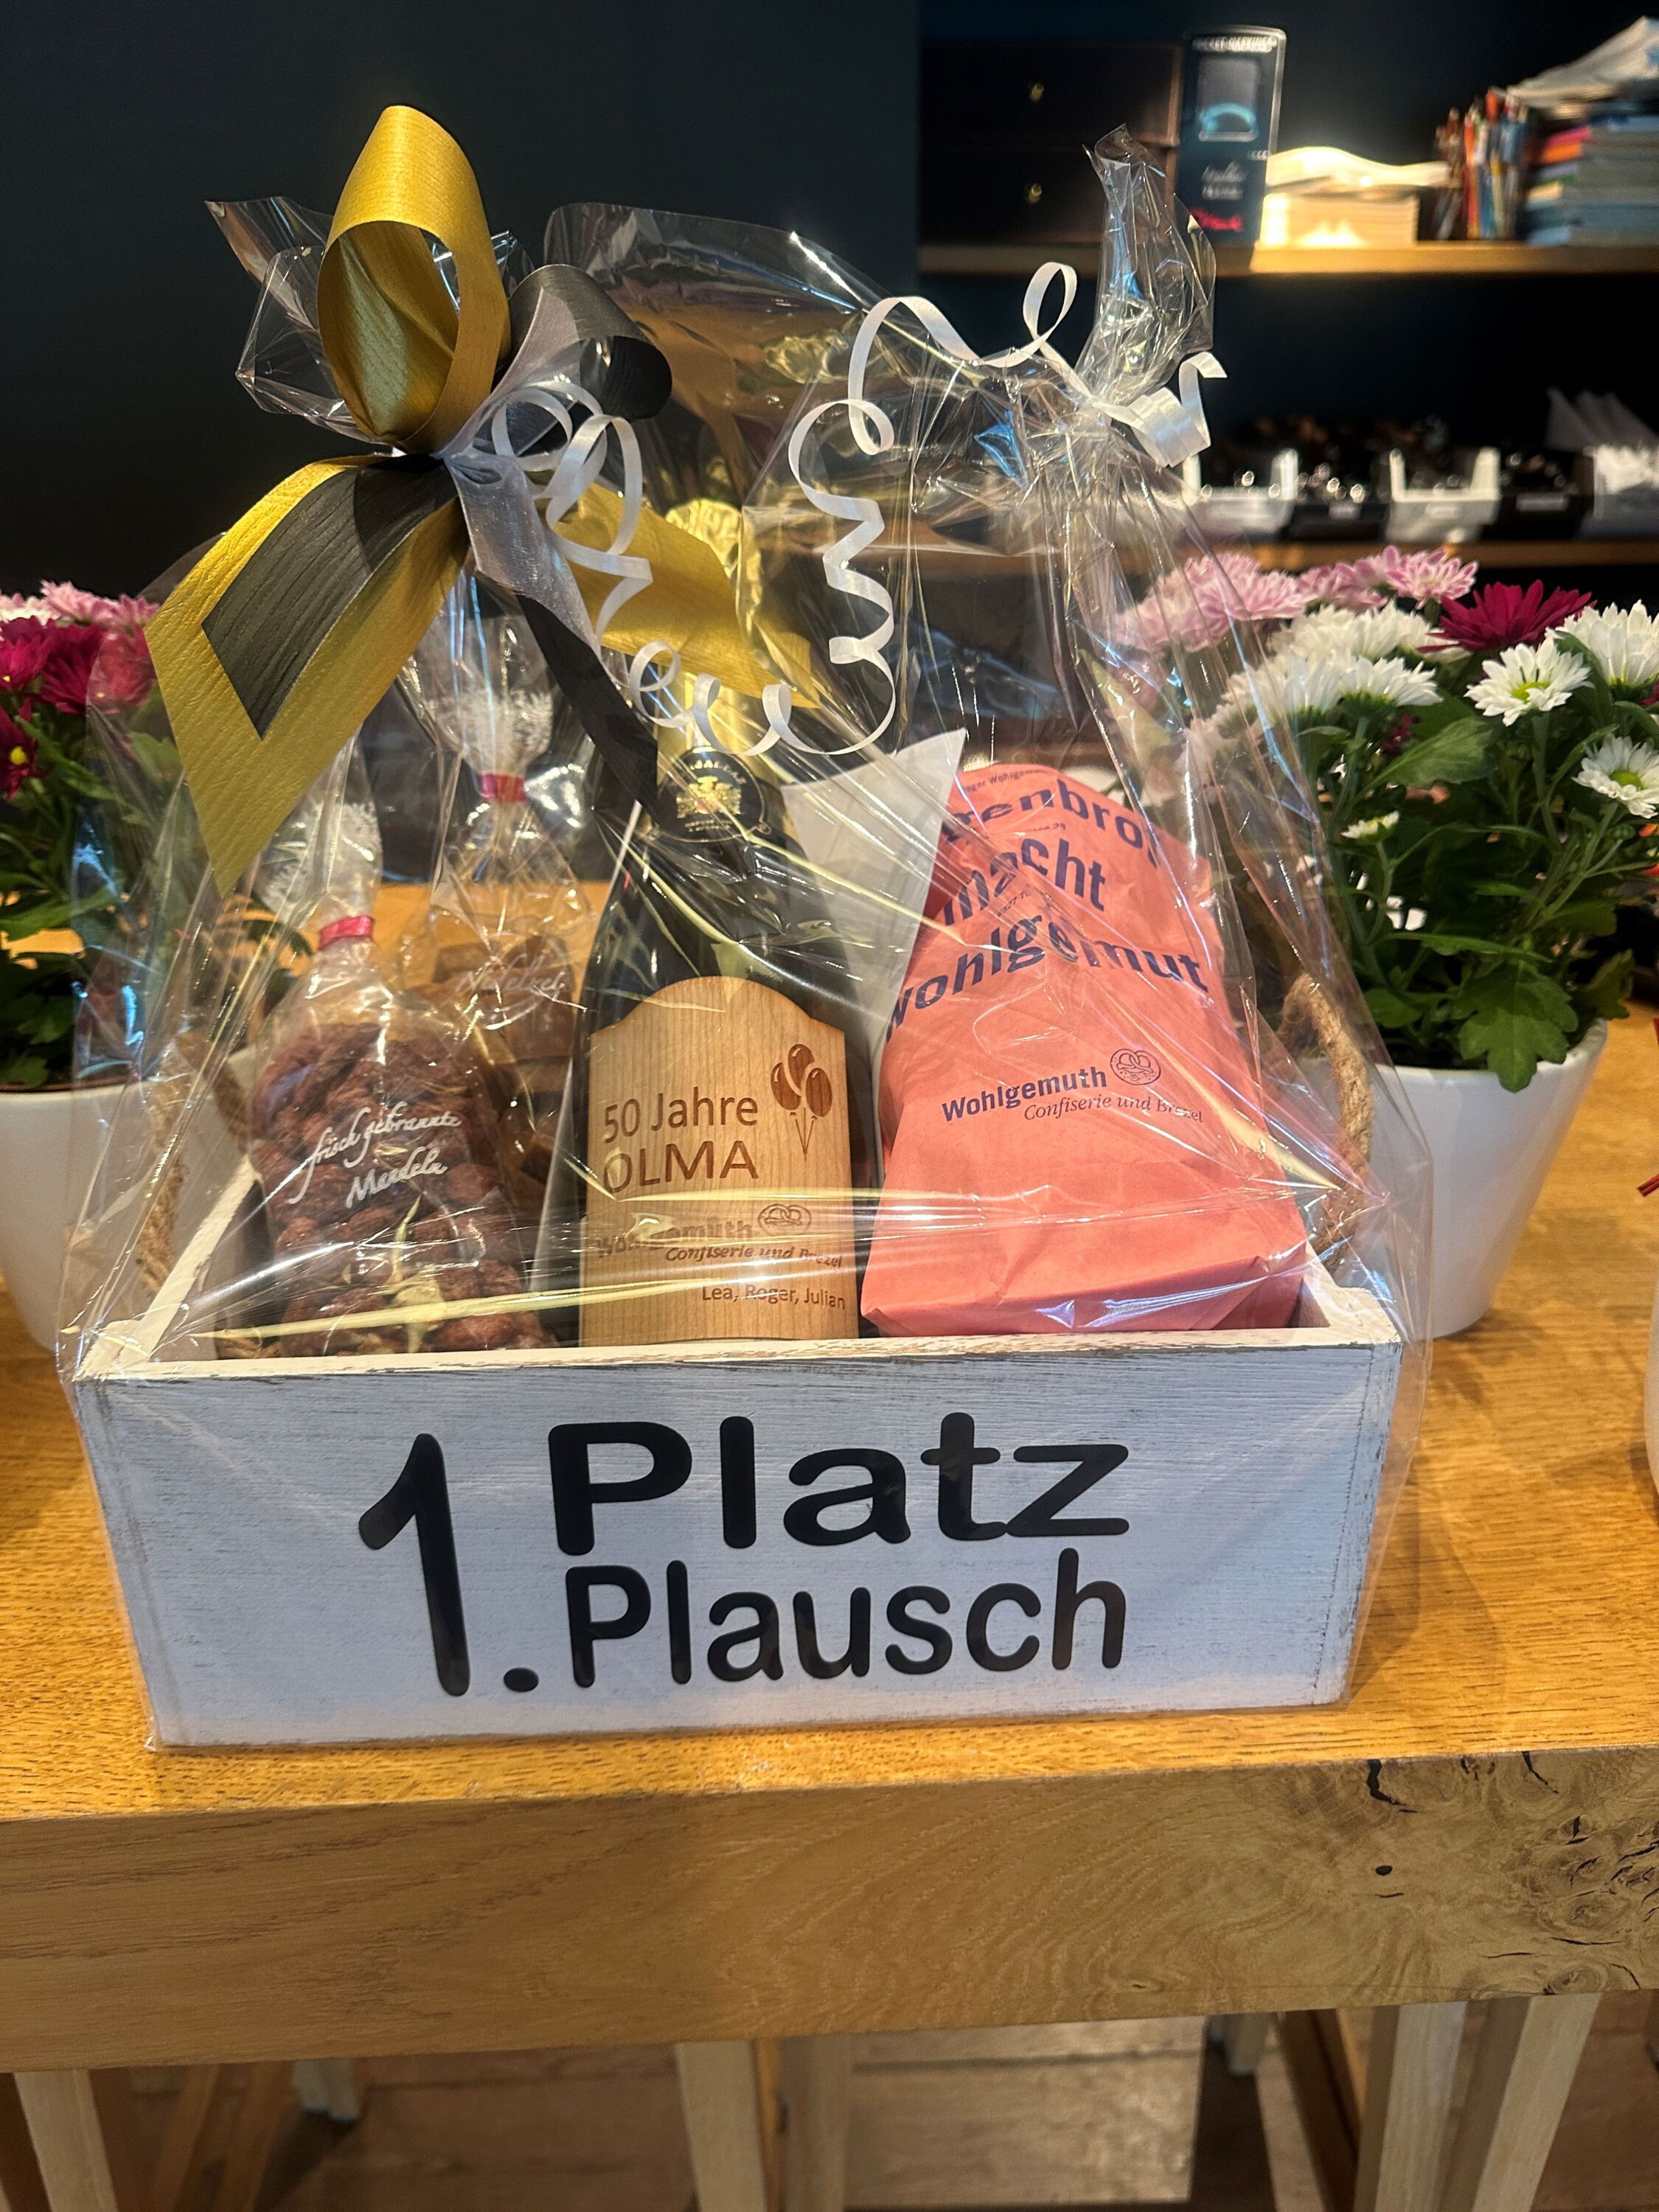 frisch gebrannte
Mandeln
50 Jahre
OLMA
Wohlgemuth
Confiserie und Brezel
Lea, Roger, Julian
macht
wohlgemut
Wohlgemuth
Confiserie und Brezel
1. Platz
Plausch